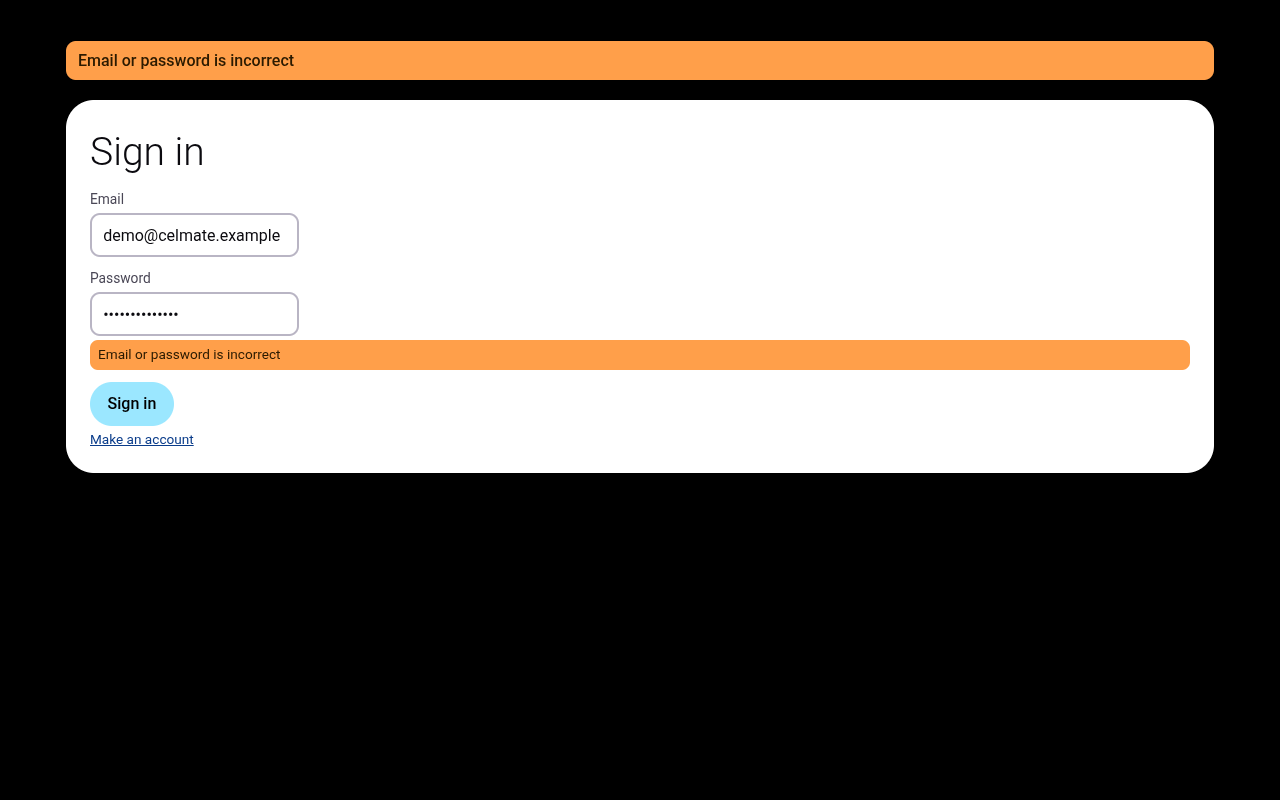 Email or password is incorrect
Sign in
Email
demo@celmate.example
Password
••••••••••••••
Email or password is incorrect
Sign in
Make an account